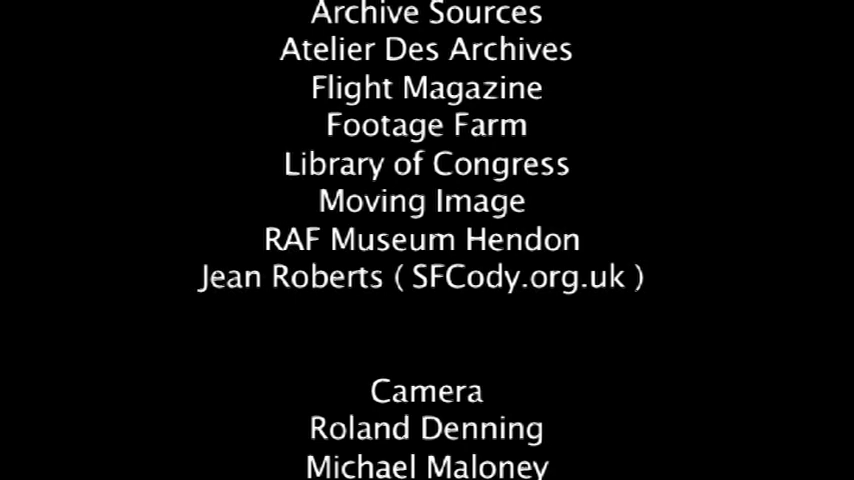 Archive Sources
Atelier Des Archives
Flight Magazine
Footage Farm
Library of Congress
Moving Image
RAF Museum Hendon
Jean Roberts ( SFCody.org.uk )
Camera
Roland Denning
Michael Maloney